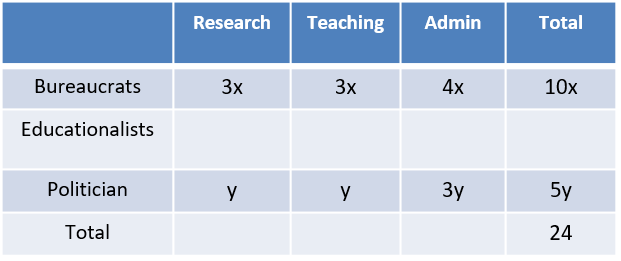 Research Teaching Admin Total
Bureaucrats 3x 3x 4x 10x
Educationalists
Politician y y 3y 5y
Total 24